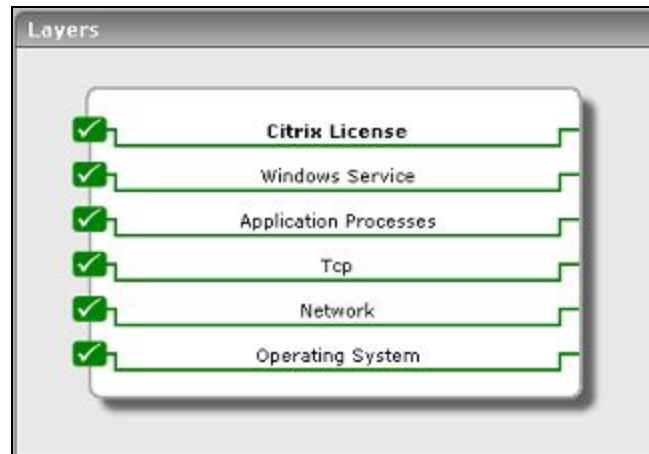 Layers
Citrix License
Windows Service
Application Processes
Tcp
Network
Operating System